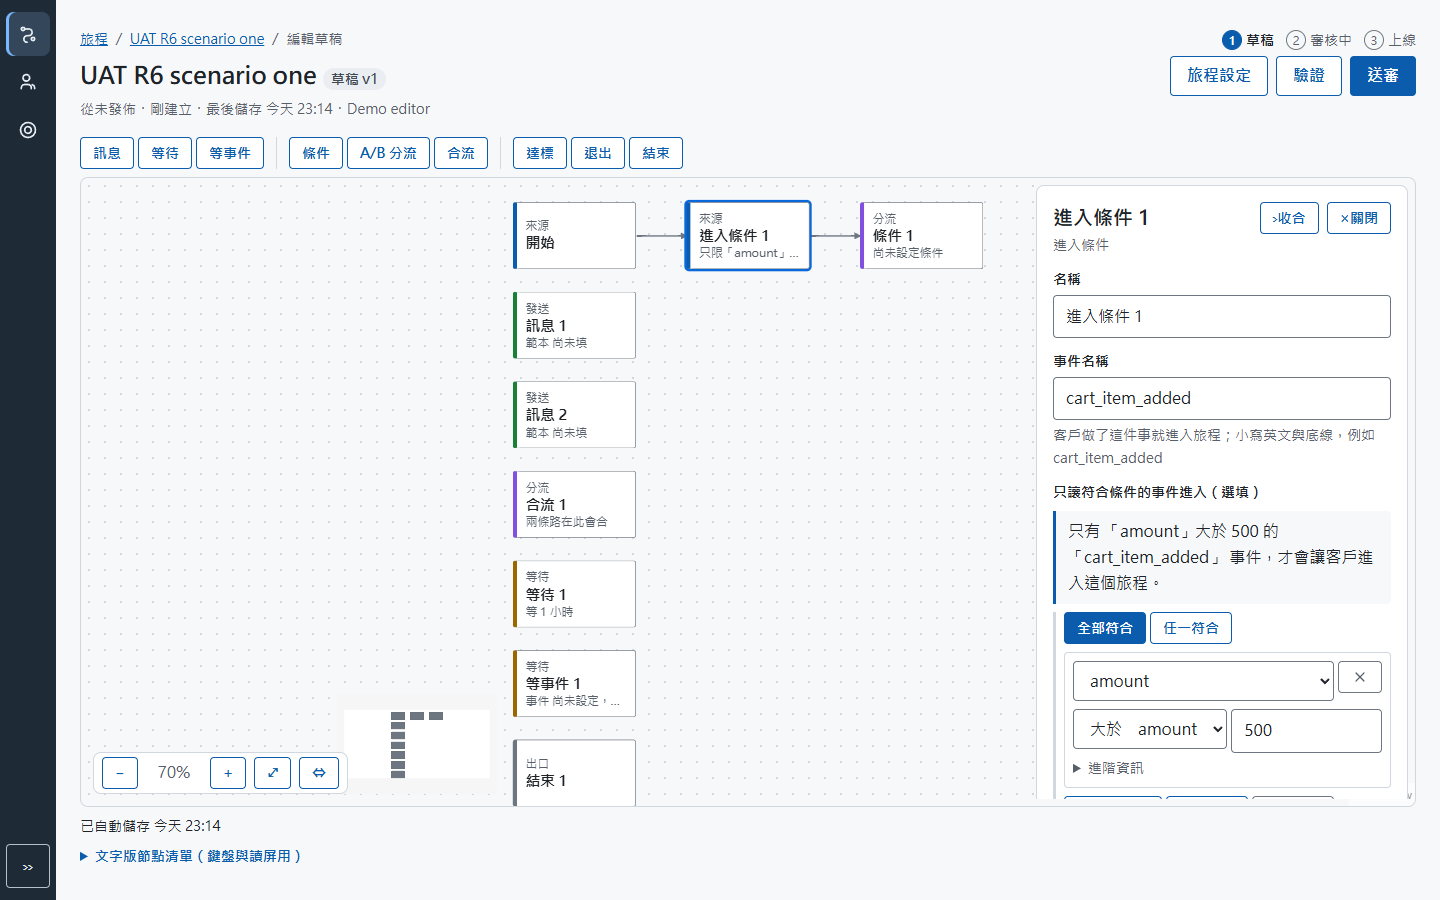 旅程 / UAT R6 scenario one / 編輯草稿
1 草稿 2 審核中 3 上線
UAT R6 scenario one 草稿 v1
旅程設定 驗證 送審
從未發佈 · 剛建立 · 最後儲存 今天 23:14 · Demo editor
訊息 等待 等事件 條件 A/B 分流 合流 達標 退出 結束
來源
開始
來源
進入條件 1
只限「amount」...
分流
條件 1
尚未設定條件
發送
訊息 1
範本 尚未填
發送
訊息 2
範本 尚未填
分流
合流 1
兩條路在此會合
等待
等待 1
等 1 小時
等待
等事件 1
事件 尚未設定，...
出口
結束 1
− 70% +
進入條件 1
›收合 ×關閉
進入條件
名稱
進入條件 1
事件名稱
cart_item_added
客戶做了這件事就進入旅程；小寫英文與底線，例如
cart_item_added
只讓符合條件的事件進入（選填）
只有「amount」大於 500 的
「cart_item_added」 事件，才會讓客戶進
入這個旅程。
全部符合 任一符合
amount ×
大於 amount 500
▶ 進階資訊
已自動儲存 今天 23:14
▶ 文字版節點清單（鍵盤與讀屏用）
»